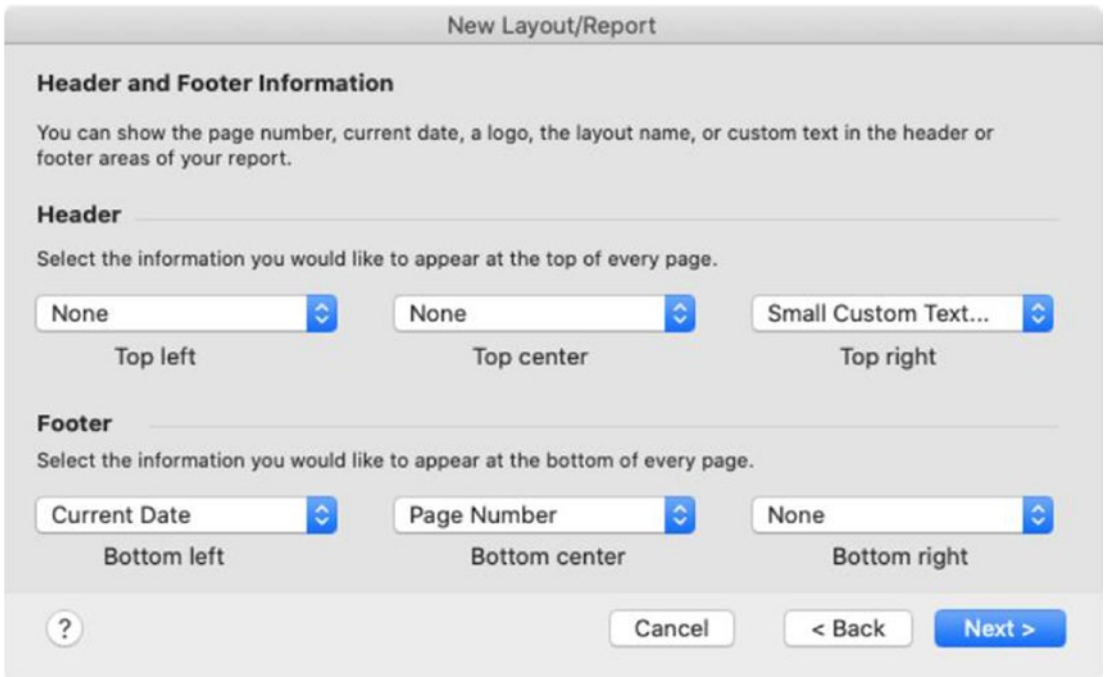 New Layout/Report
Header and Footer Information
You can show the page number, current date, a logo, the layout name, or custom text in the header or
footer areas of your report.
Header
Select the information you would like to appear at the top of every page.
None None Small Custom Text...
Top left Top center Top right
Footer
Select the information you would like to appear at the bottom of every page.
Current Date Page Number None
Bottom left Bottom center Bottom right
? Cancel < Back Next >